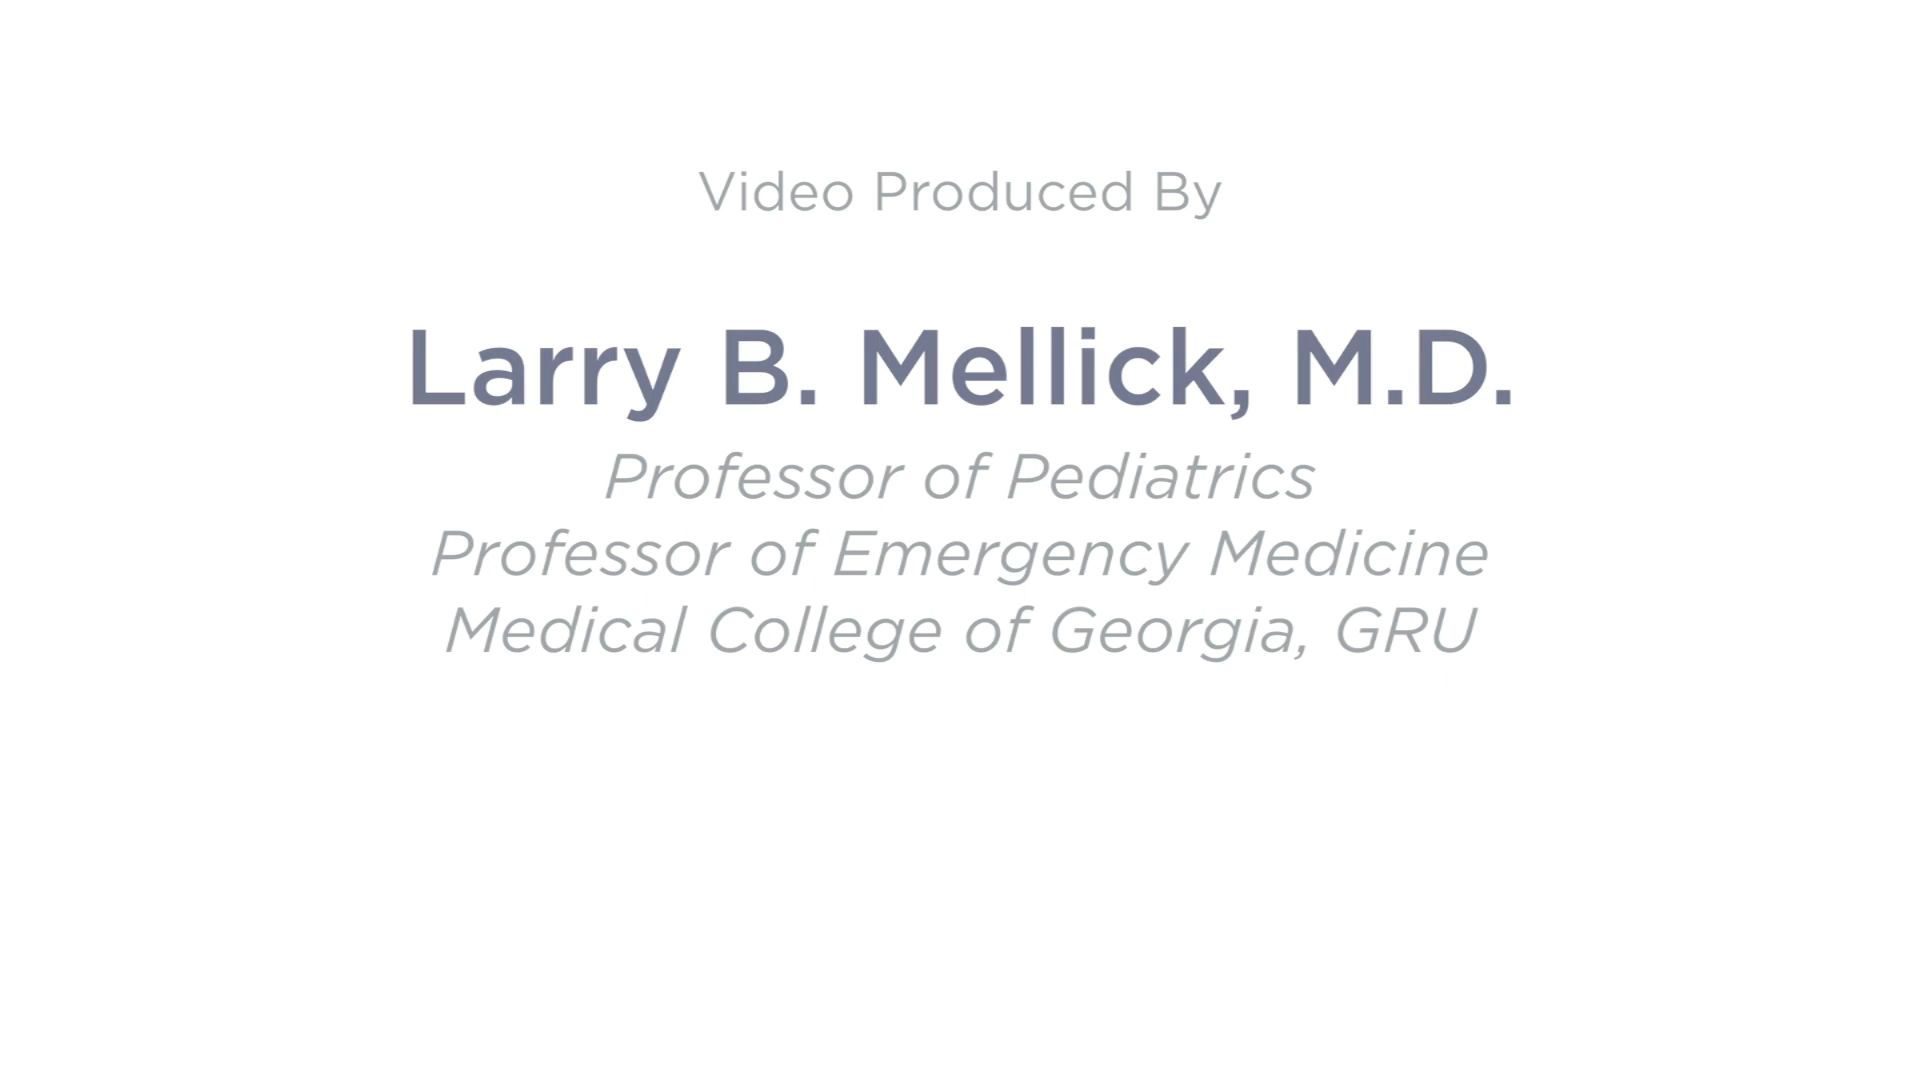 Video Produced By
Larry B. Mellick, M.D.
Professor of Pediatrics
Professor of Emergency Medicine
Medical College of Georgia, GRU